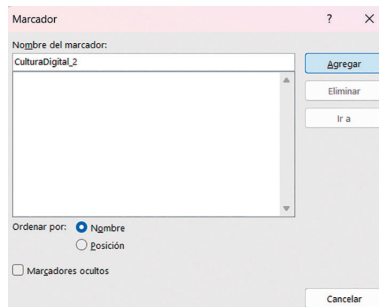 Marcador
? X
Nombre del marcador:
CulturaDigital_2
Agregar
Eliminar
Ir a
Ordenar por: Nombre
Posición
Marcadores ocultos
Cancelar